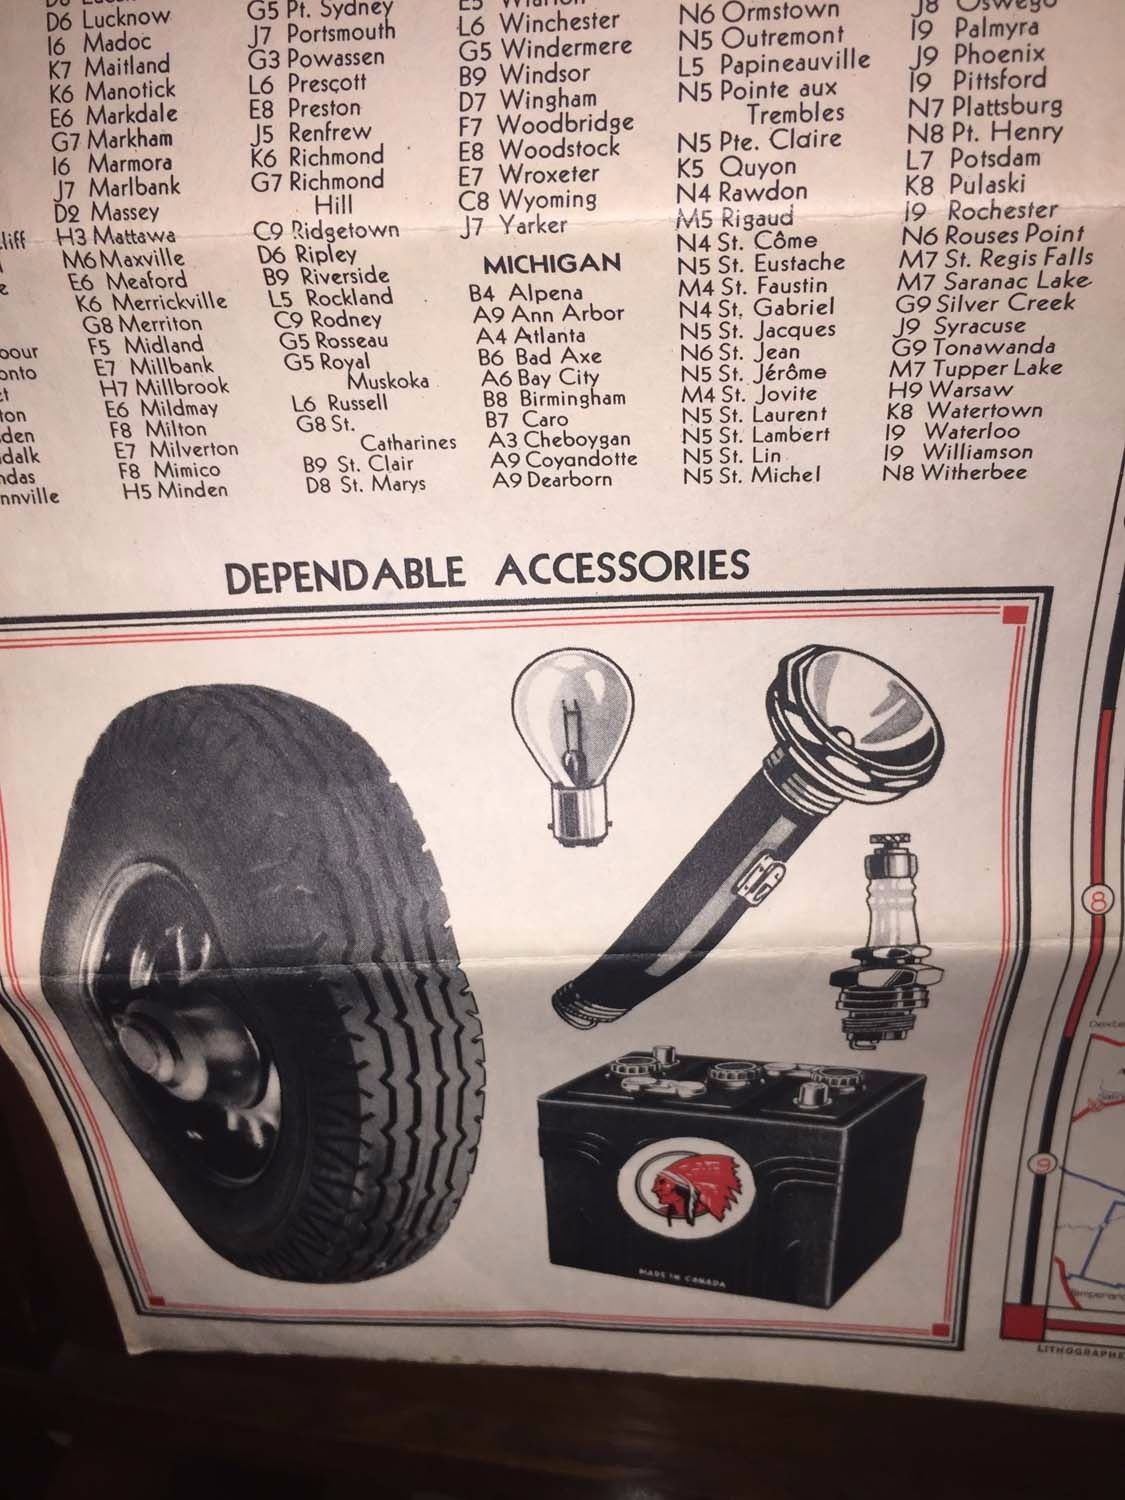 D6 Lucknow
I6 Madoc
K7 Maitland
K6 Manotick
E6 Markdale
G7 Markham
I6 Marmora
J7 Marlbank
D2 Massey
H3 Mattawa
M6 Maxville
E6 Meaford
K6 Merrickville
G8 Merriton
F5 Midland
E7 Millbank
H7 Millbrook
E6 Mildmay
F8 Milton
E7 Milverton
F8 Mimico
H5 Minden
G5 Pt. Sydney
J7 Portsmouth
G3 Powassen
L6 Prescott
E8 Preston
J5 Renfrew
K6 Richmond
G7 Richmond
Hill
C9 Ridgetown
D6 Ripley
B9 Riverside
L5 Rockland
C9 Rodney
G5 Rosseau
G5 Royal
Muskoka
L6 Russell
G8 St.
Catharines
B9 St. Clair
D8 St. Marys
L6 Winchester
G5 Windermere
B9 Windsor
D7 Wingham
F7 Woodbridge
E8 Woodstock
E7 Wroxeter
C8 Wyoming
J7 Yarker
MICHIGAN
B4 Alpena
A9 Ann Arbor
A4 Atlanta
B6 Bad Axe
A6 Bay City
B8 Birmingham
B7 Caro
A3 Cheboygan
A9 Coyandotte
A9 Dearborn
N6 Ormstown
N5 Outremont
L5 Papineauville
N5 Pointe aux
Trembles
N5 Pte. Claire
K5 Quyon
N4 Rawdon
M5 Rigaud
N4 St. Côme
N5 St. Eustache
M4 St. Faustin
N4 St. Gabriel
N5 St. Jacques
N6 St. Jean
N5 St. Jérôme
M4 St. Jovite
N5 St. Laurent
N5 St. Lambert
N5 St. Lin
N5 St. Michel
J8 Oswego
I9 Palmyra
J9 Phoenix
I9 Pittsford
N7 Plattsburg
N8 Pt. Henry
L7 Potsdam
K8 Pulaski
I9 Rochester
N6 Rouses Point
M7 St. Regis Falls
M7 Saranac Lake
G9 Silver Creek
J9 Syracuse
G9 Tonawanda
M7 Tupper Lake
H9 Warsaw
K8 Watertown
I9 Waterloo
I9 Williamson
N8 Witherbee
DEPENDABLE ACCESSORIES
MADE IN CANADA
8
9